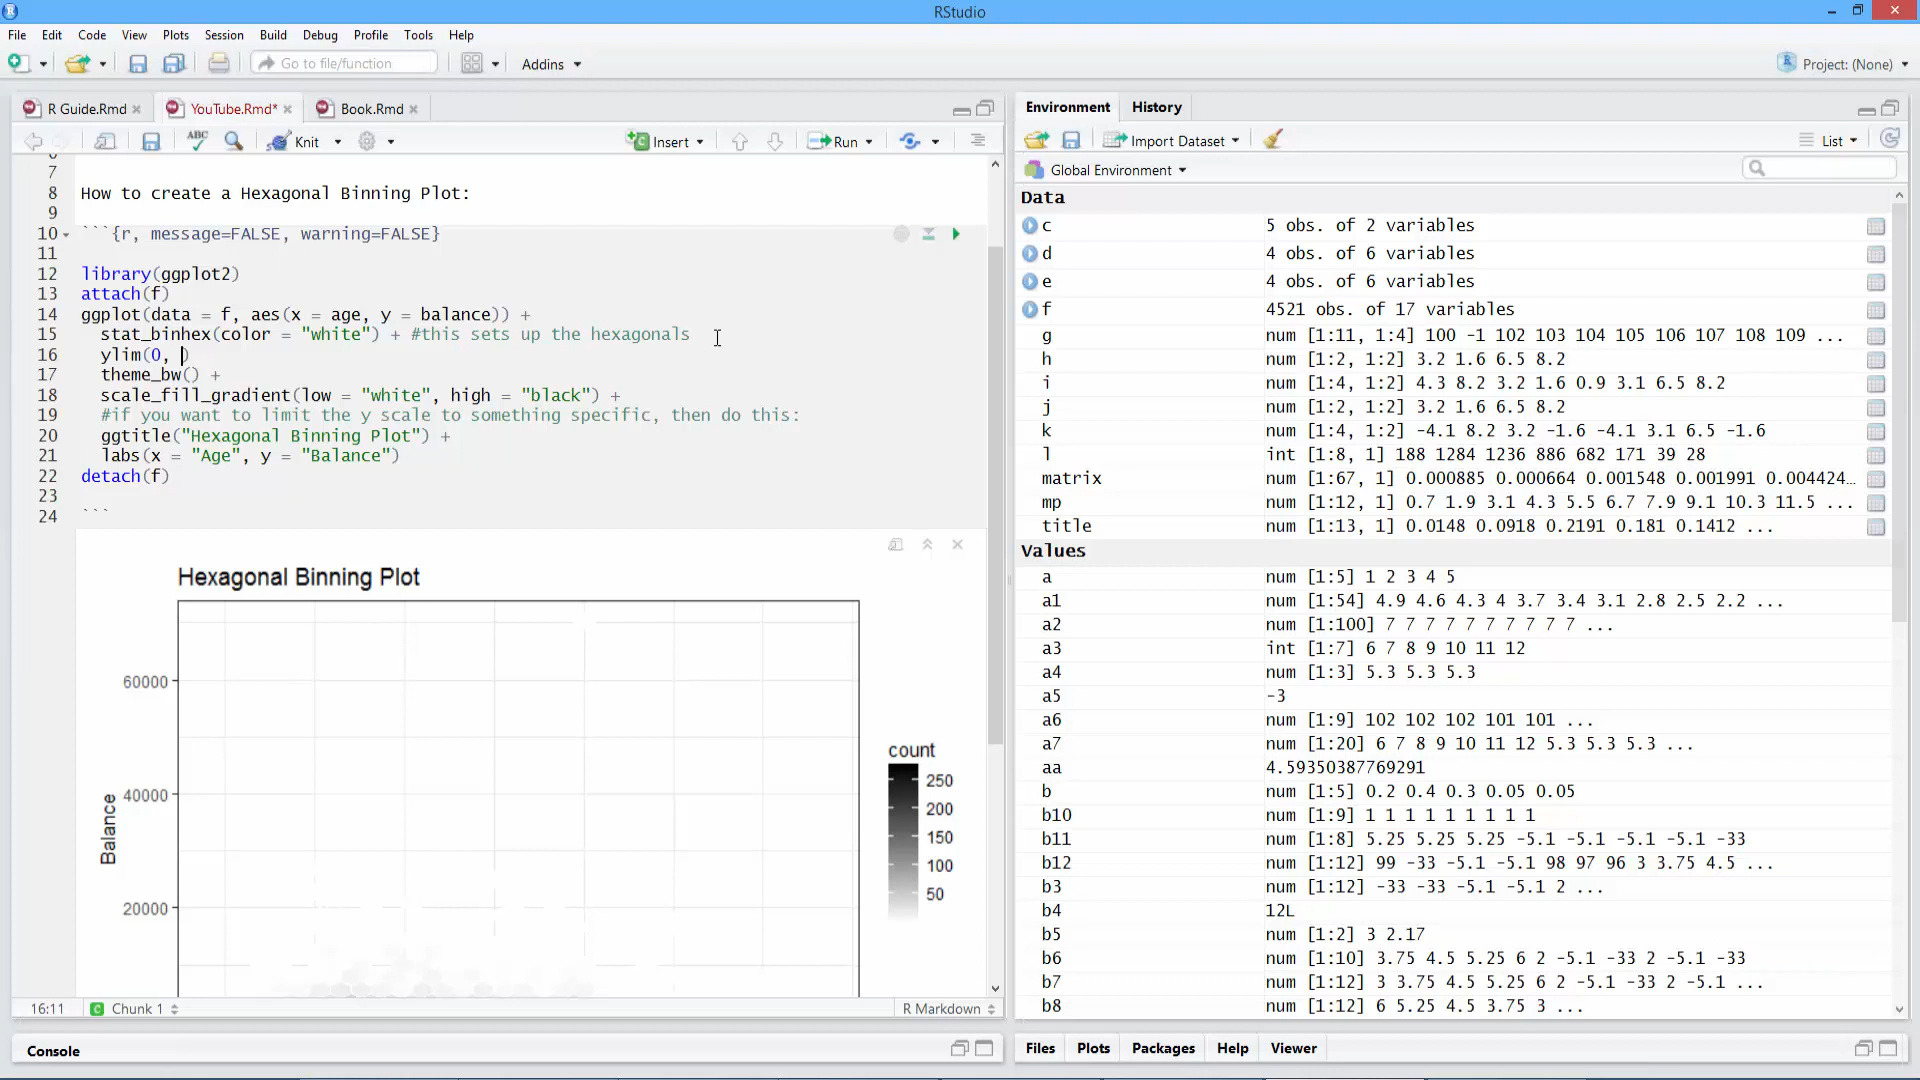 RStudio
File Edit Code View Plots Session Build Debug Profile Tools Help
Go to file/function Addins Project: (None)
R Guide.Rmd YouTube.Rmd* Book.Rmd
ABC Knit Insert Run
7
8 How to create a Hexagonal Binning Plot:
9
10 ```{r, message=FALSE, warning=FALSE}
11
12 library(ggplot2)
13 attach(f)
14 ggplot(data = f, aes(x = age, y = balance)) +
15 stat_binhex(color = "white") + #this sets up the hexagonals
16 ylim(0, )
17 theme_bw() +
18 scale_fill_gradient(low = "white", high = "black") +
19 #if you want to limit the y scale to something specific, then do this:
20 ggtitle("Hexagonal Binning Plot") +
21 labs(x = "Age", y = "Balance")
22 detach(f)
23
24 ```
Hexagonal Binning Plot
60000
40000
20000
Balance
count
250
200
150
100
50
16:11 Chunk 1 R Markdown
Console
Environment History
Import Dataset List
Global Environment
Data
c 5 obs. of 2 variables
d 4 obs. of 6 variables
e 4 obs. of 6 variables
f 4521 obs. of 17 variables
g num [1:11, 1:4] 100 -1 102 103 104 105 106 107 108 109 ...
h num [1:2, 1:2] 3.2 1.6 6.5 8.2
i num [1:4, 1:2] 4.3 8.2 3.2 1.6 0.9 3.1 6.5 8.2
j num [1:2, 1:2] 3.2 1.6 6.5 8.2
k num [1:4, 1:2] -4.1 8.2 3.2 -1.6 -4.1 3.1 6.5 -1.6
l int [1:8, 1] 188 1284 1236 886 682 171 39 28
matrix num [1:67, 1] 0.000885 0.000664 0.001548 0.001991 0.004424…
mp num [1:12, 1] 0.7 1.9 3.1 4.3 5.5 6.7 7.9 9.1 10.3 11.5 ...
title num [1:13, 1] 0.0148 0.0918 0.2191 0.181 0.1412 ...
Values
a num [1:5] 1 2 3 4 5
a1 num [1:54] 4.9 4.6 4.3 4 3.7 3.4 3.1 2.8 2.5 2.2 ...
a2 num [1:100] 7 7 7 7 7 7 7 7 7 7 ...
a3 int [1:7] 6 7 8 9 10 11 12
a4 num [1:3] 5.3 5.3 5.3
a5 -3
a6 num [1:9] 102 102 102 101 101 ...
a7 num [1:20] 6 7 8 9 10 11 12 5.3 5.3 5.3 ...
aa 4.59350387769291
b num [1:5] 0.2 0.4 0.3 0.05 0.05
b10 num [1:9] 1 1 1 1 1 1 1 1 1
b11 num [1:8] 5.25 5.25 5.25 -5.1 -5.1 -5.1 -5.1 -33
b12 num [1:12] 99 -33 -5.1 -5.1 98 97 96 3 3.75 4.5 ...
b3 num [1:12] -33 -33 -5.1 -5.1 2 ...
b4 12L
b5 num [1:2] 3 2.17
b6 num [1:10] 3.75 4.5 5.25 6 2 -5.1 -33 2 -5.1 -33
b7 num [1:12] 3 3.75 4.5 5.25 6 2 -5.1 -33 2 -5.1 ...
b8 num [1:12] 6 5.25 4.5 3.75 3 ...
Files Plots Packages Help Viewer